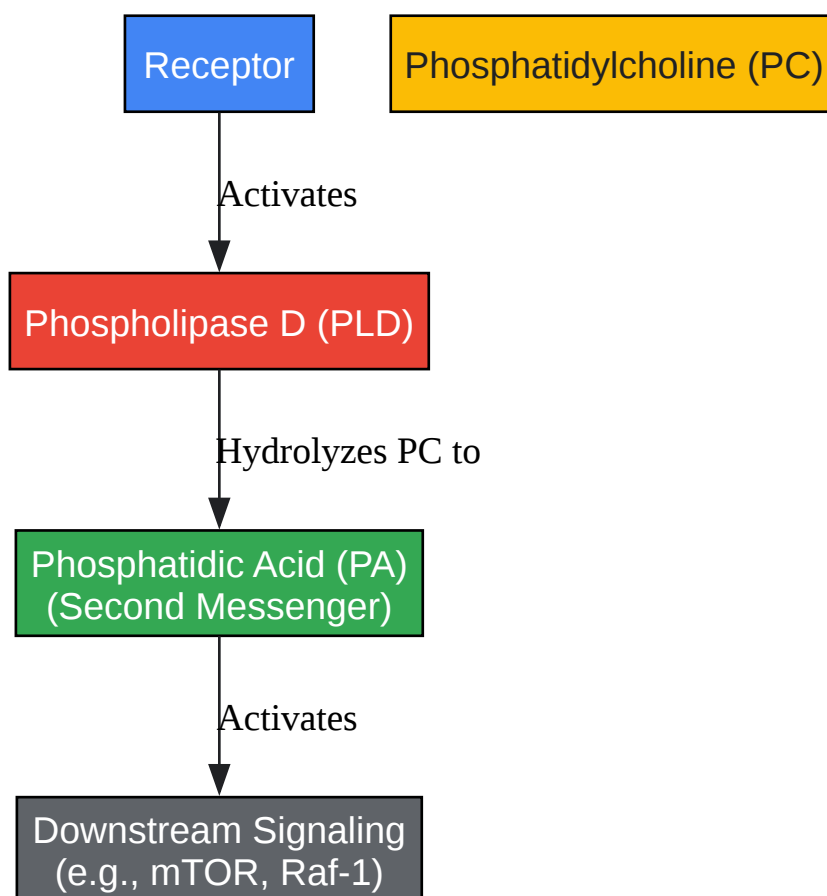 Receptor
Phosphatidylcholine (PC)
Activates
Phospholipase D (PLD)
Hydrolyzes PC to
Phosphatidic Acid (PA)
(Second Messenger)
Activates
Downstream Signaling
(e.g., mTOR, Raf-1)